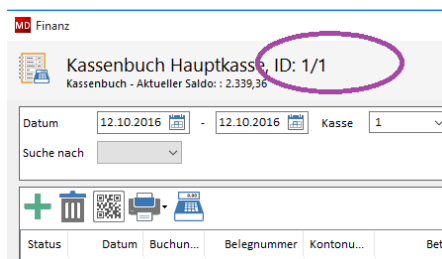 MD Finanz
Kassenbuch Hauptkasse, ID: 1/1
Kassenbuch - Aktueller Saldo: : 2.339,36
Datum 12.10.2016 - 12.10.2016 Kasse 1
Suche nach
Status Datum Buchun... Belegnummer Kontonu... Bet